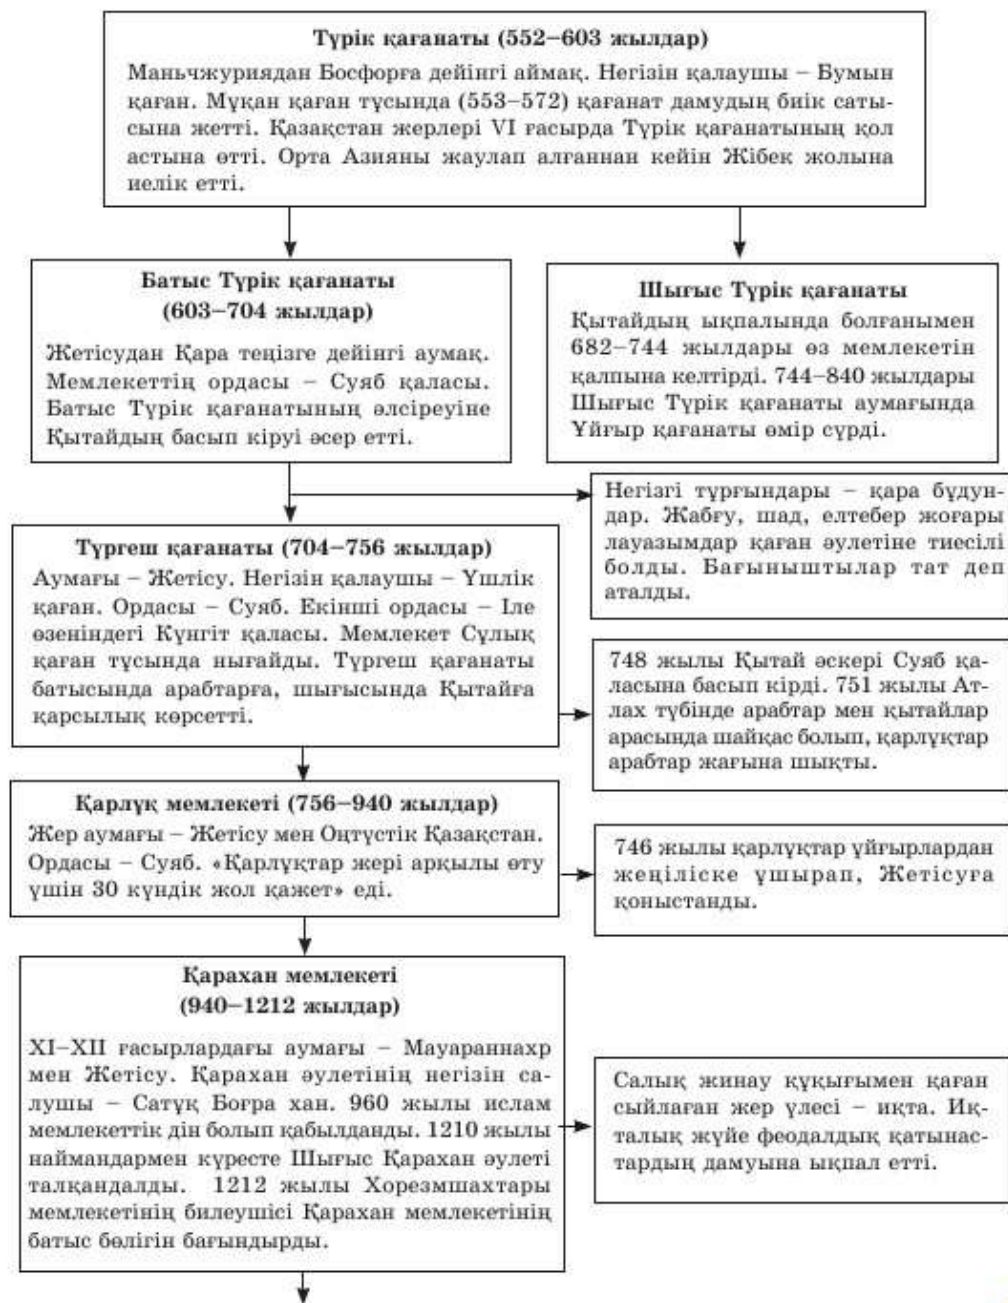 Түрік қағанаты (552–603 жылдар)
Маньчжуриядан Босфорға дейінгі аймақ. Негізін қалаушы – Бумын
қаған. Мұқан қаған тұсында (553–572) қағанат дамудың биік саты-
сына жетті. Қазақстан жерлері VI ғасырда Түрік қағанатының қол
астына өтті. Орта Азияны жаулап алғаннан кейін Жібек жолына
иелік етті.
Батыс Түрік қағанаты
(603–704 жылдар)
Жетісудан Қара теңізге дейінгі аумақ.
Мемлекеттің ордасы – Суяб қаласы.
Батыс Түрік қағанатының әлсіреуіне
Қытайдың басып кіруі әсер етті.
Шығыс Түрік қағанаты
Қытайдың ықпалында болғанымен
682–744 жылдары өз мемлекетін
қалпына келтірді. 744–840 жылдары
Шығыс Түрік қағанаты аумағында
Ұйғыр қағанаты өмір сүрді.
Негізгі тұрғындары – қара бұдун-
дар. Жабғу, шад, елтебер жоғары
лауазымдар қаған әулетіне тиесілі
болды. Бағыныштылар тат деп
аталды.
Түргеш қағанаты (704–756 жылдар)
Аумағы – Жетісу. Негізін қалаушы – Үшлік
қаған. Ордасы – Суяб. Екінші ордасы – Іле
өзеніндегі Күнгіт қаласы. Мемлекет Сұлық
қаған тұсында нығайды. Түргеш қағанаты
батысында арабтарға, шығысында Қытайға
қарсылық көрсетті.
748 жылы Қытай әскері Суяб қа-
ласына басып кірді. 751 жылы Ат-
лах түбінде арабтар мен қытайлар
арасында шайқас болып, қарлұқтар
арабтар жағына шықты.
Қарлұқ мемлекеті (756–940 жылдар)
Жер аумағы – Жетісу мен Оңтүстік Қазақстан.
Ордасы – Суяб. «Қарлұқтар жері арқылы өту
үшін 30 күндік жол қажет» еді.
746 жылы қарлұқтар ұйғырлардан
жеңіліске ұшырап, Жетісуға
қоныстанды.
Қарахан мемлекеті
(940–1212 жылдар)
XI–XII ғасырлардағы аумағы – Мауараннахр
мен Жетісу. Қарахан әулетінің негізін са-
лушы – Сатұқ Боғра хан. 960 жылы ислам
мемлекеттік дін болып қабылданды. 1210 жылы
наймандармен күресте Шығыс Қарахан әулеті
талқандалды. 1212 жылы Хорезмшахтары
мемлекетінің билеушісі Қарахан мемлекетінің
батыс бөлігін бағындырды.
Салық жинау құқығымен қаған
сыйлаған жер үлесі – иқта. Иқ-
талық жүйе феодалдық қатынас-
тардың дамуына ықпал етті.